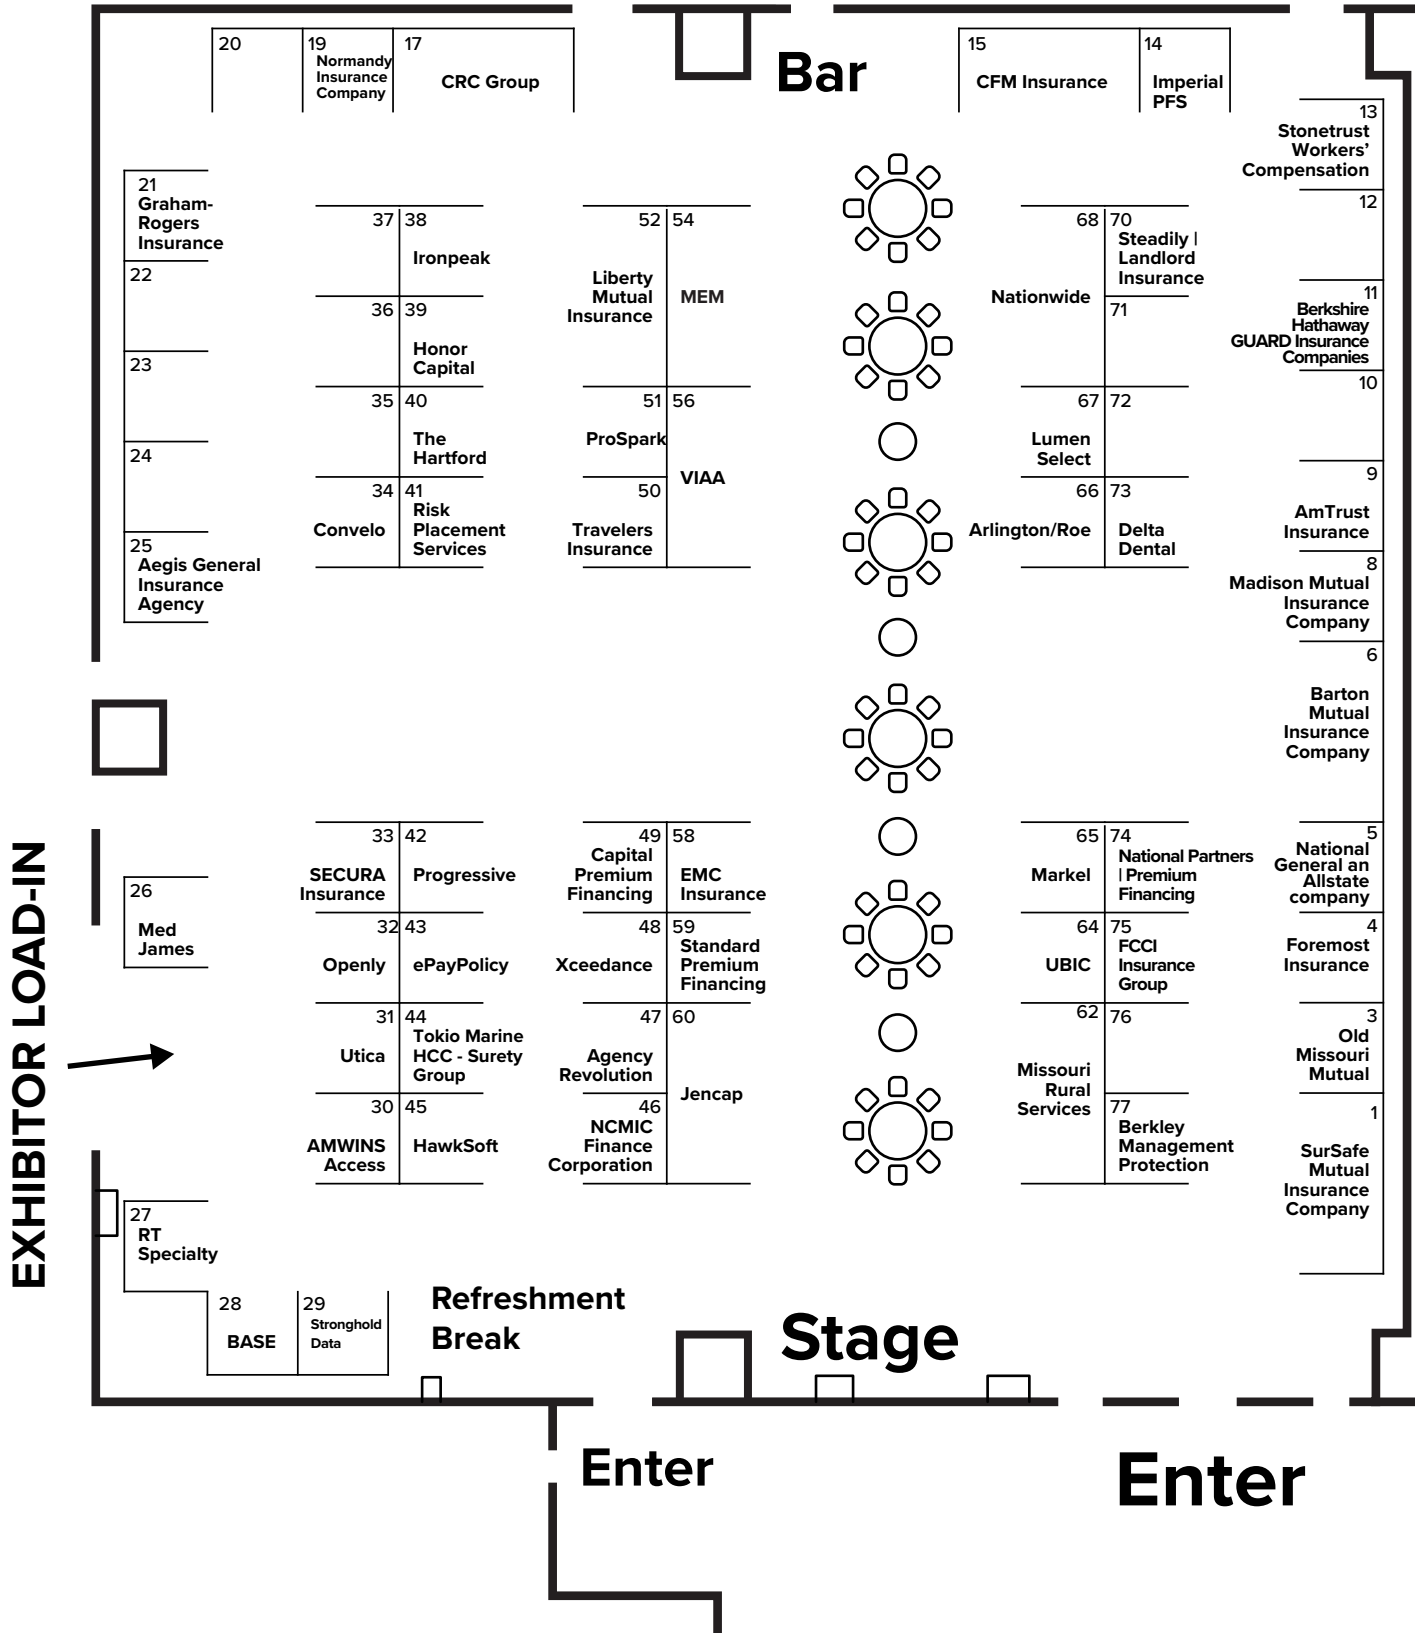 20
19
Normandy
Insurance
Company
17
CRC Group
Bar
15
CFM Insurance
14
Imperial
PFS
13
Stonetrust
Workers’
Compensation
12
11
Berkshire
Hathaway
GUARD Insurance
Companies
10
9
AmTrust
Insurance
8
Madison Mutual
Insurance
Company
6
Barton
Mutual
Insurance
Company
5
National
General an
Allstate
company
4
Foremost
Insurance
3
Old
Missouri
Mutual
1
SurSafe
Mutual
Insurance
Company
21
Graham-
Rogers
Insurance
22
23
24
25
Aegis General
Insurance
Agency
37
38
Ironpeak
36
39
Honor
Capital
35
40
The
Hartford
34
Convelo
41
Risk
Placement
Services
52
Liberty
Mutual
Insurance
54
MEM
51
ProSpark
56
VIAA
50
Travelers
Insurance
68
Nationwide
70
Steadily |
Landlord
Insurance
71
67
Lumen
Select
72
66
Arlington/Roe
73
Delta
Dental
EXHIBITOR LOAD-IN
26
Med
James
27
RT
Specialty
28
BASE
29
Stronghold
Data
33
SECURA
Insurance
42
Progressive
32
Openly
43
ePayPolicy
31
Utica
44
Tokio Marine
HCC - Surety
Group
30
AMWINS
Access
45
HawkSoft
49
Capital
Premium
Financing
58
EMC
Insurance
48
Xceedance
59
Standard
Premium
Financing
47
Agency
Revolution
60
Jencap
46
NCMIC
Finance
Corporation
65
Markel
74
National Partners
| Premium
Financing
64
UBIC
75
FCCI
Insurance
Group
62
Missouri
Rural
Services
76
77
Berkley
Management
Protection
Refreshment
Break
Stage
Enter
Enter